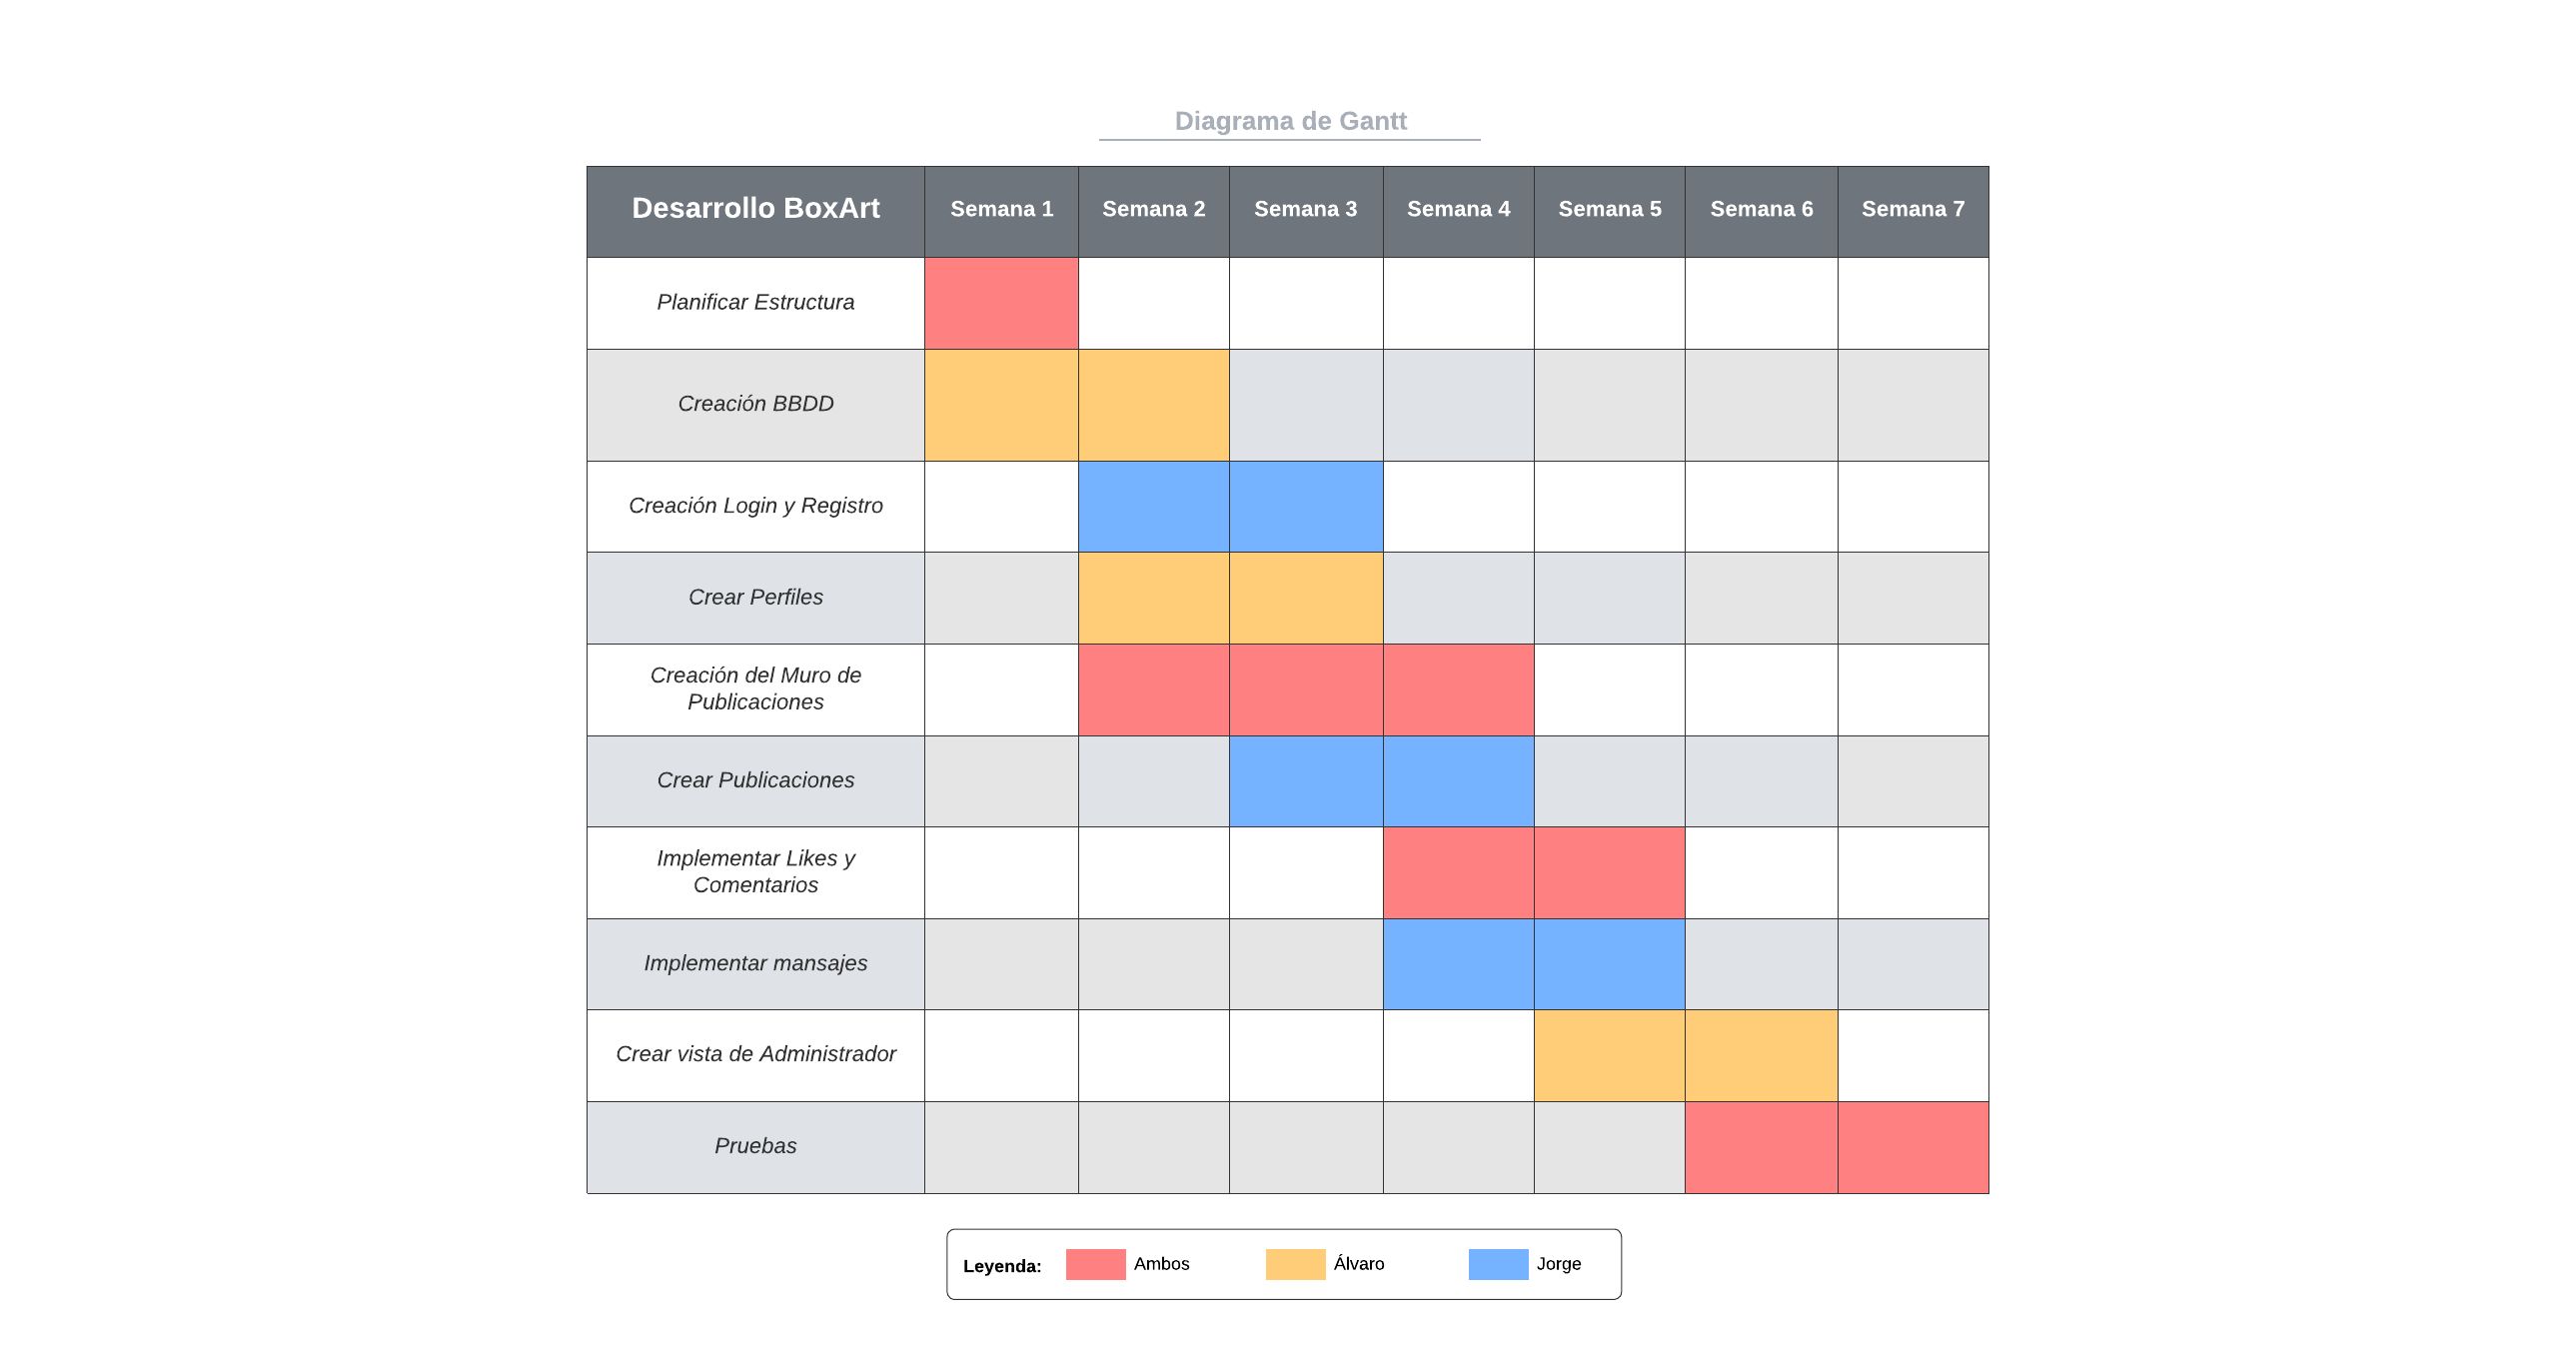 Diagrama de Gantt
Desarrollo BoxArt
Semana 1
Semana 2
Semana 3
Semana 4
Semana 5
Semana 6
Semana 7
Planificar Estructura
Creación BBDD
Creación Login y Registro
Crear Perfiles
Creación del Muro de
Publicaciones
Crear Publicaciones
Implementar Likes y
Comentarios
Implementar mansajes
Crear vista de Administrador
Pruebas
Leyenda:
Ambos
Álvaro
Jorge